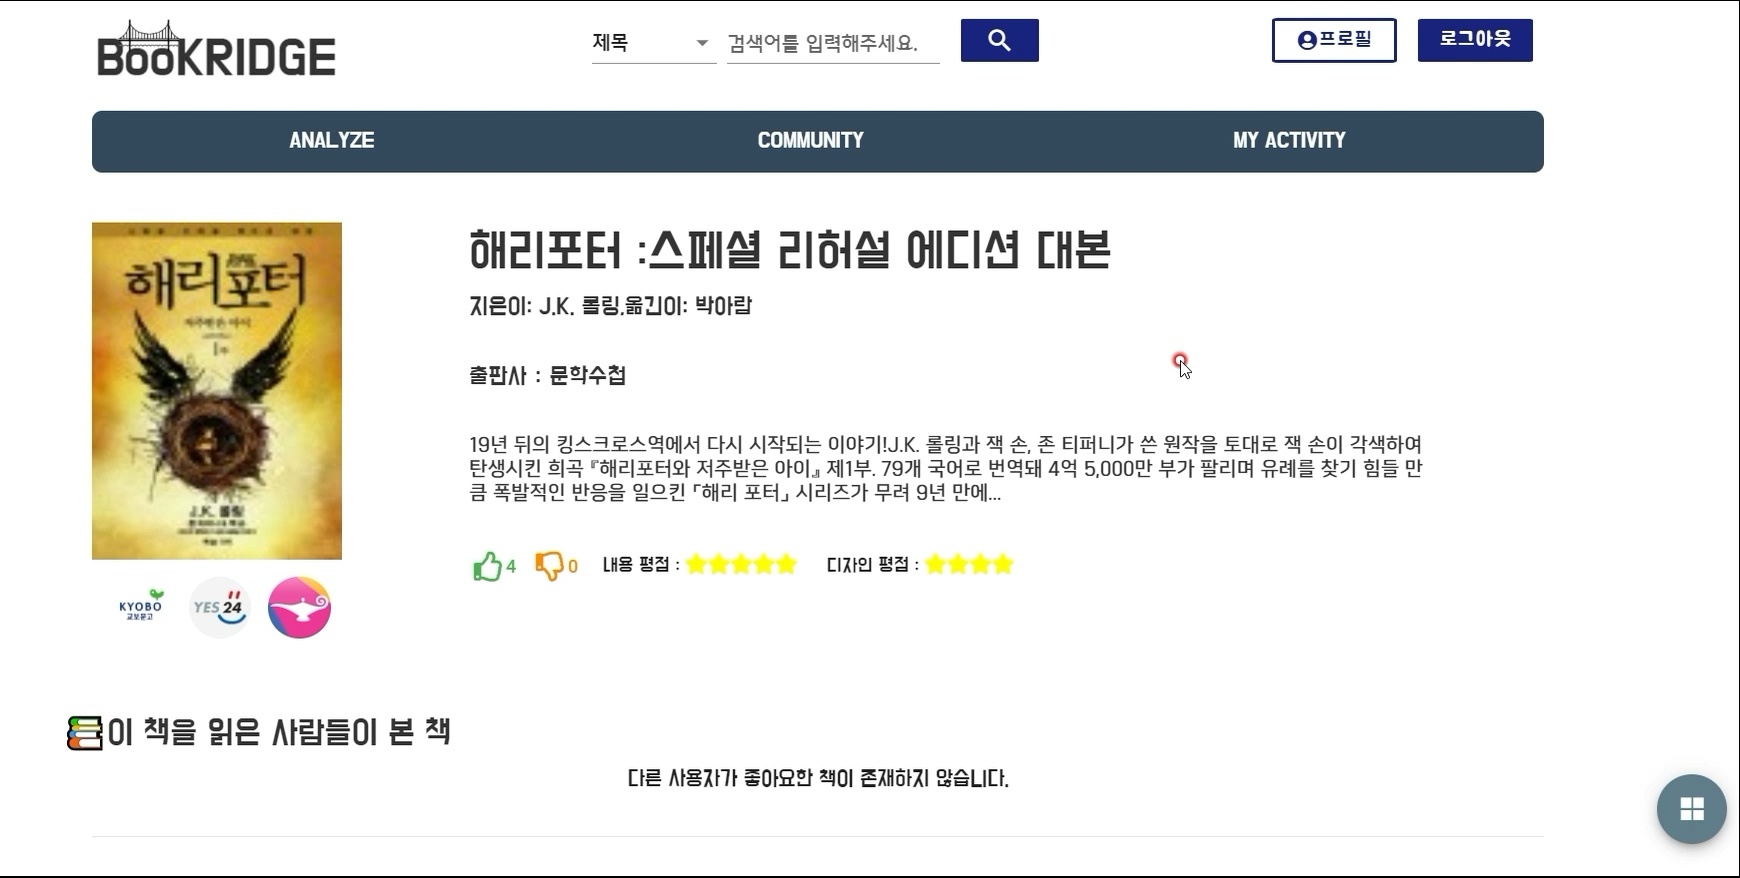 BooKRIDGE
제목
검색어를 입력해주세요.
프로필
로그아웃
ANALYZE
COMMUNITY
MY ACTIVITY
해리포터
1부
J.K. 롤링
해리포터 :스페셜 리허설 에디션 대본
지은이: J.K. 롤링,옮긴이: 박아람
출판사 : 문학수첩
19년 뒤의 킹스크로스역에서 다시 시작되는 이야기!J.K. 롤링과 잭 손, 존 티퍼니가 쓴 원작을 토대로 잭 손이 각색하여
탄생시킨 희곡 『해리포터와 저주받은 아이』 제1부. 79개 국어로 번역돼 4억 5,000만 부가 팔리며 유례를 찾기 힘들 만
큼 폭발적인 반응을 일으킨 「해리 포터」 시리즈가 무려 9년 만에...
4
0
내용 평점 :
디자인 평점 :
KYOBO
교보문고
YES 24
이 책을 읽은 사람들이 본 책
다른 사용자가 좋아요한 책이 존재하지 않습니다.